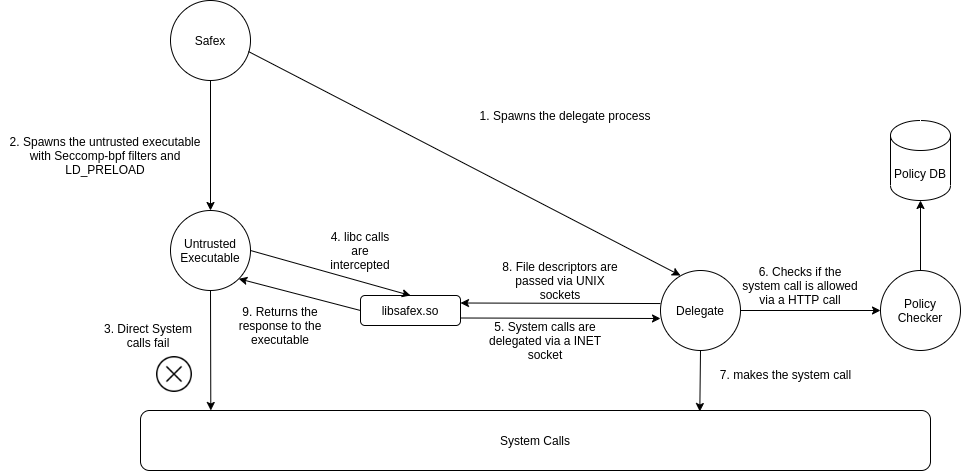 Safex
1. Spawns the delegate process
2. Spawns the untrusted executable
with Seccomp-bpf filters and
LD_PRELOAD
Policy DB
Untrusted
Executable
4. libc calls
are
intercepted
8. File descriptors are
passed via UNIX
sockets
6. Checks if the
system call is allowed
via a HTTP call
libsafex.so
Delegate
Policy
Checker
9. Returns the
response to the
executable
5. System calls are
delegated via a INET
socket
3. Direct System
calls fail
7. makes the system call
System Calls